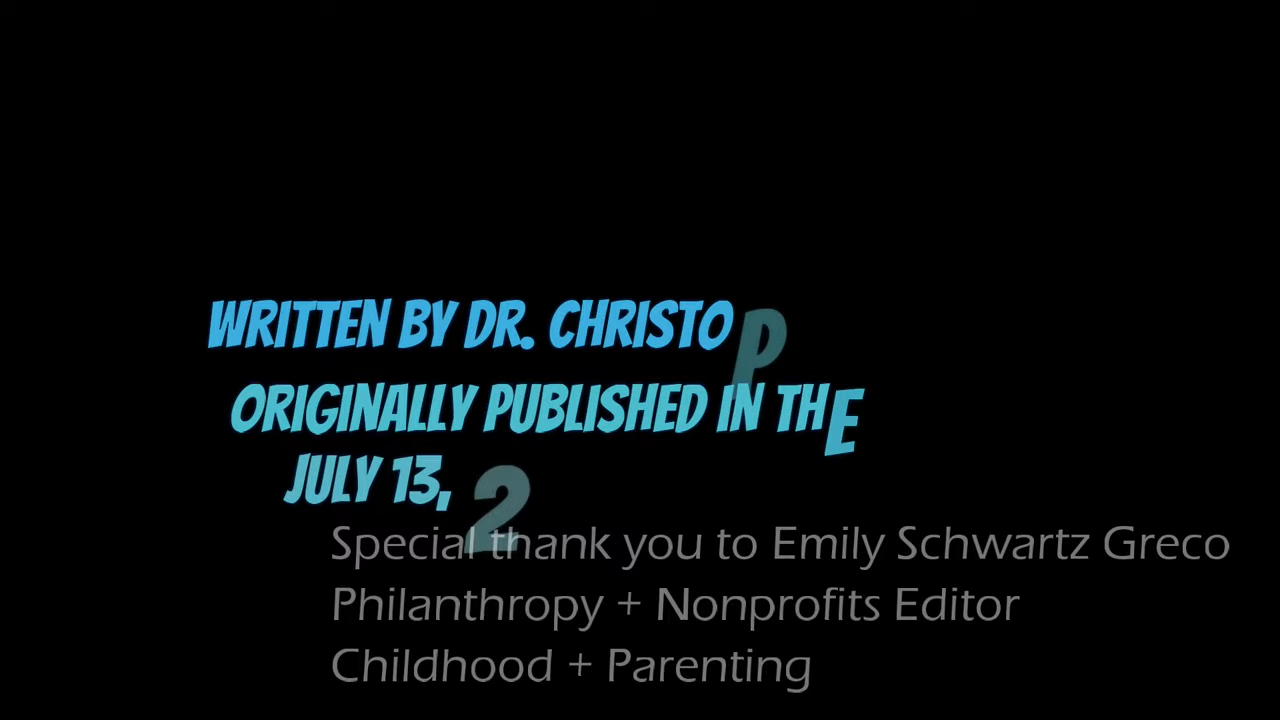 WRITTEN BY DR. CHRISTOP
ORIGINALLY PUBLISHED IN THE
JULY 13, 2
Special thank you to Emily Schwartz Greco
Philanthropy + Nonprofits Editor
Childhood + Parenting